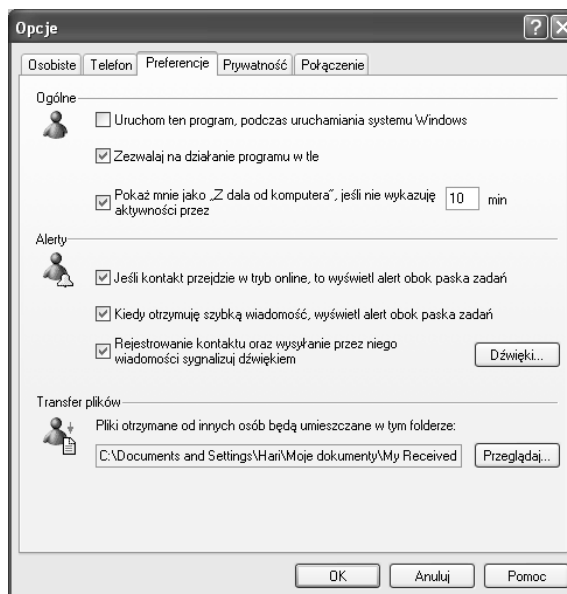 Opcje
Osobiste Telefon Preferencje Prywatność Połączenie
Ogólne
Uruchom ten program, podczas uruchamiania systemu Windows
Zezwalaj na działanie programu w tle
Pokaż mnie jako „Z dala od komputera”, jeśli nie wykazuję 10 min
aktywności przez
Alerty
Jeśli kontakt przejdzie w tryb online, to wyświetl alert obok paska zadań
Kiedy otrzymuję szybką wiadomość, wyświetl alert obok paska zadań
Rejestrowanie kontaktu oraz wysyłanie przez niego
wiadomości sygnalizuj dźwiękiem Dźwięki...
Transfer plików
Pliki otrzymane od innych osób będą umieszczane w tym folderze:
C:\Documents and Settings\Hari\Moje dokumenty\My Received Przeglądaj...
OK Anuluj Pomoc